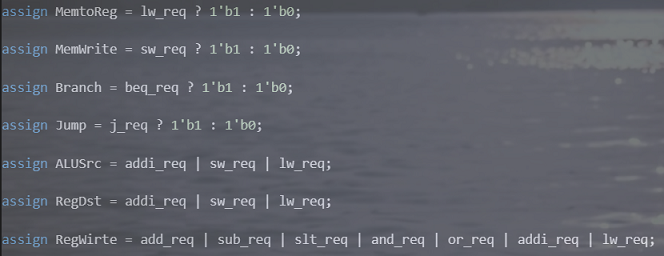 assign MemtoReg = lw_req ? 1'b1 : 1'b0;
assign MemWrite = sw_req ? 1'b1 : 1'b0;
assign Branch = beq_req ? 1'b1 : 1'b0;
assign Jump = j_req ? 1'b1 : 1'b0;
assign ALUSrc = addi_req | sw_req | lw_req;
assign RegDst = addi_req | sw_req | lw_req;
assign RegWirte = add_req | sub_req | slt_req | and_req | or_req | addi_req | lw_req;